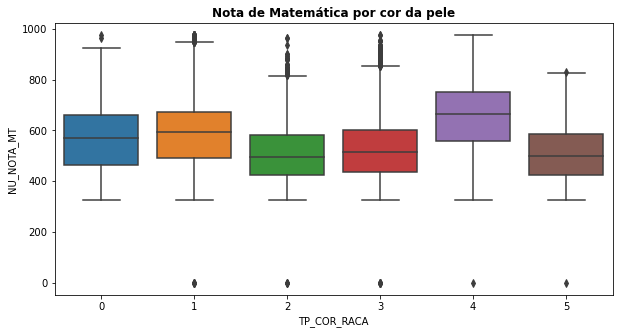 Nota de Matemática por cor da pele
NU_NOTA_MT
1000
800
600
400
200
0
0 1 2 3 4 5
TP_COR_RACA